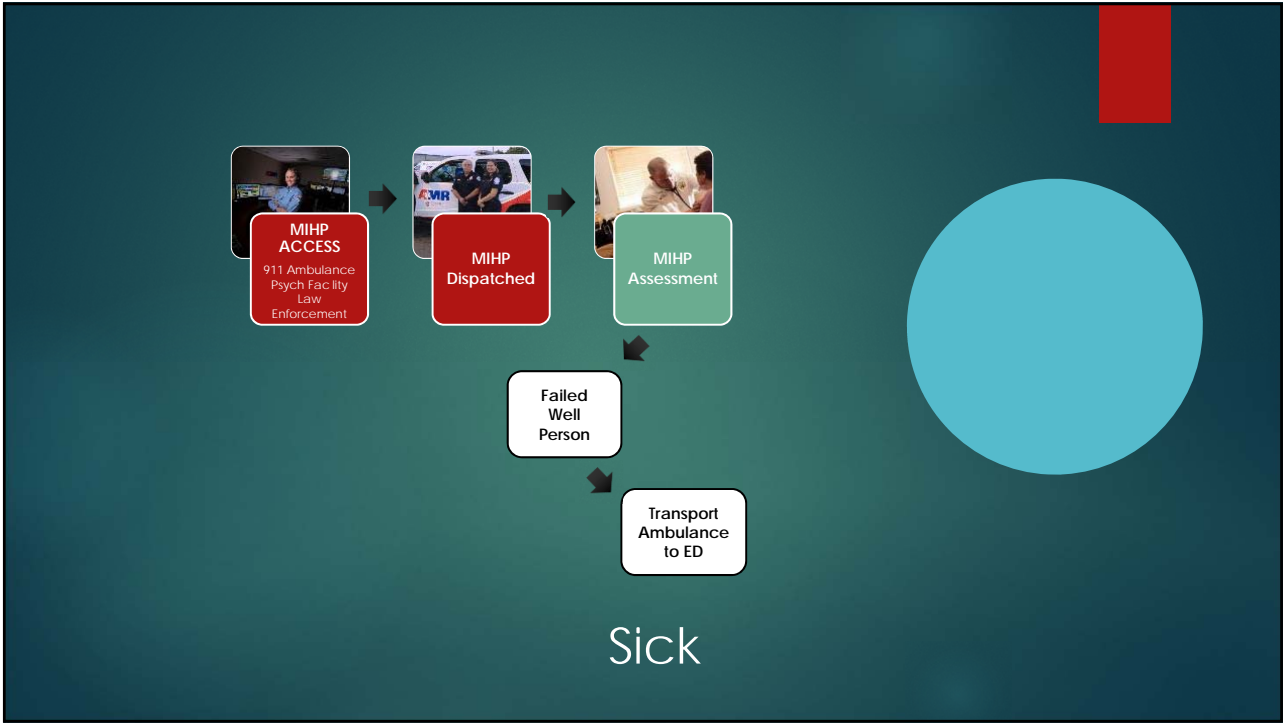 MIHP
ACCESS
911 Ambulance
Psych Facility
Law
Enforcement
AMR
MIHP
Dispatched
MIHP
Assessment
Failed
Well
Person
Transport
Ambulance
to ED
Sick